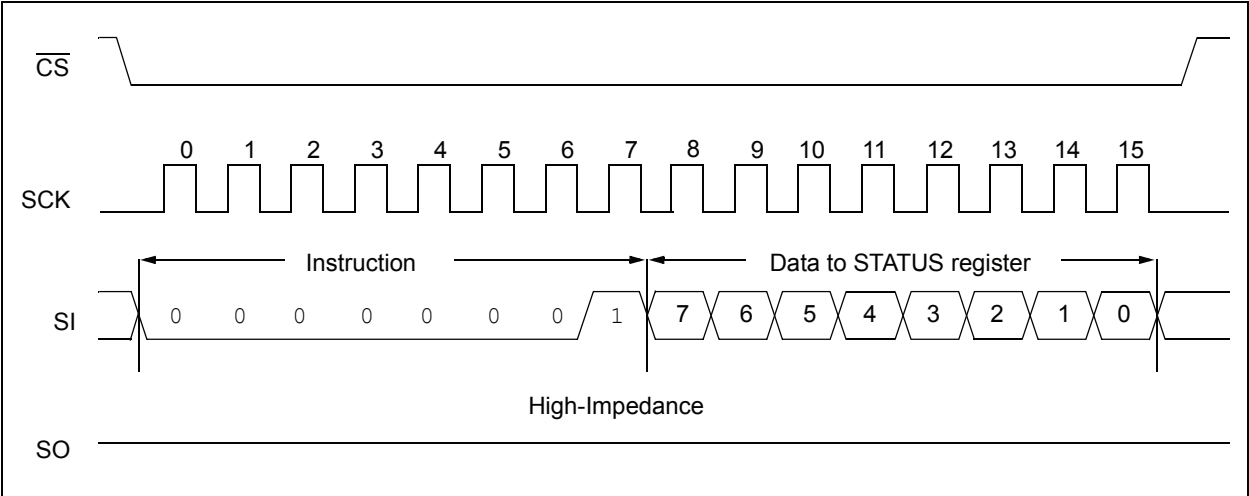 CS
0 1 2 3 4 5 6 7 8 9 10 11 12 13 14 15
SCK
Instruction Data to STATUS register
SI 0 0 0 0 0 0 0 1 7 6 5 4 3 2 1 0
High-Impedance
SO